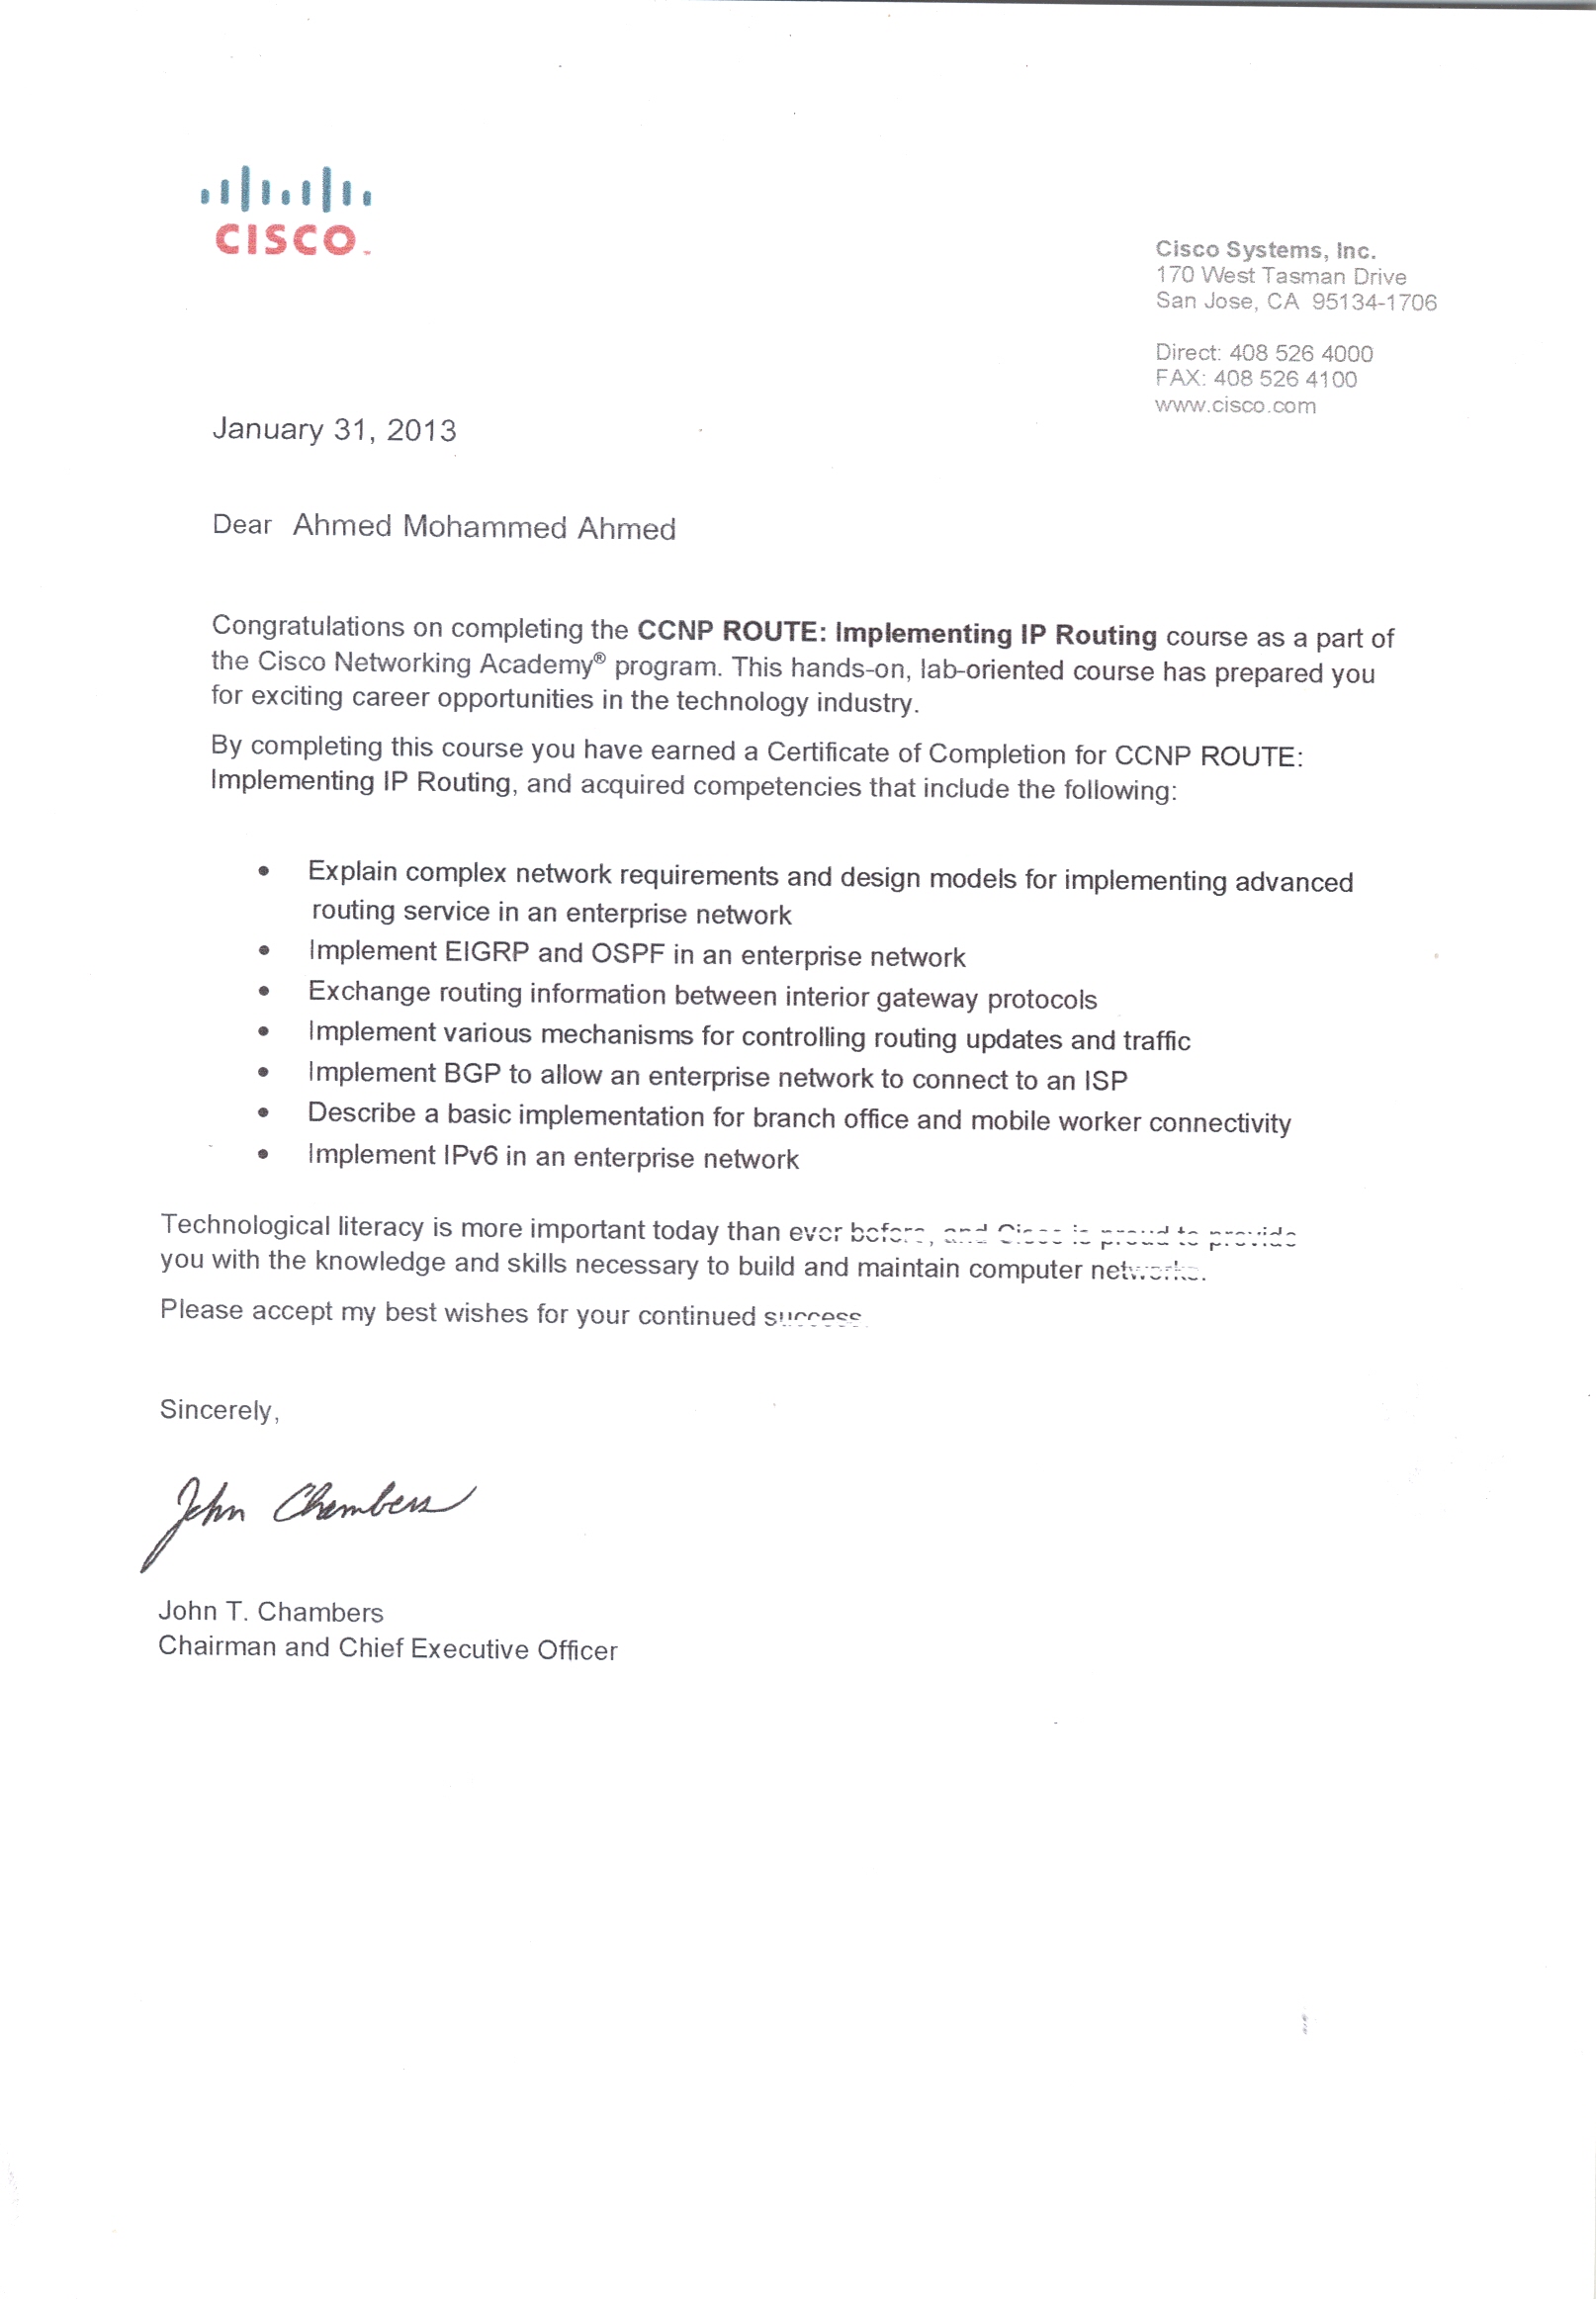 CISCO™
Cisco Systems, Inc.
170 West Tasman Drive
San Jose, CA 95134-1706
Direct: 408 526 4000
FAX: 408 526 4100
www.cisco.com
January 31, 2013
Dear Ahmed Mohammed Ahmed
Congratulations on completing the CCNP ROUTE: Implementing IP Routing course as a part of
the Cisco Networking Academy® program. This hands-on, lab-oriented course has prepared you
for exciting career opportunities in the technology industry.
By completing this course you have earned a Certificate of Completion for CCNP ROUTE:
Implementing IP Routing, and acquired competencies that include the following:
• Explain complex network requirements and design models for implementing advanced
routing service in an enterprise network
• Implement EIGRP and OSPF in an enterprise network
• Exchange routing information between interior gateway protocols
• Implement various mechanisms for controlling routing updates and traffic
• Implement BGP to allow an enterprise network to connect to an ISP
• Describe a basic implementation for branch office and mobile worker connectivity
• Implement IPv6 in an enterprise network
Technological literacy is more important today than ever before, and Cisco is proud to provide
you with the knowledge and skills necessary to build and maintain computer networks.
Please accept my best wishes for your continued success.
Sincerely,
John Chambers
John T. Chambers
Chairman and Chief Executive Officer